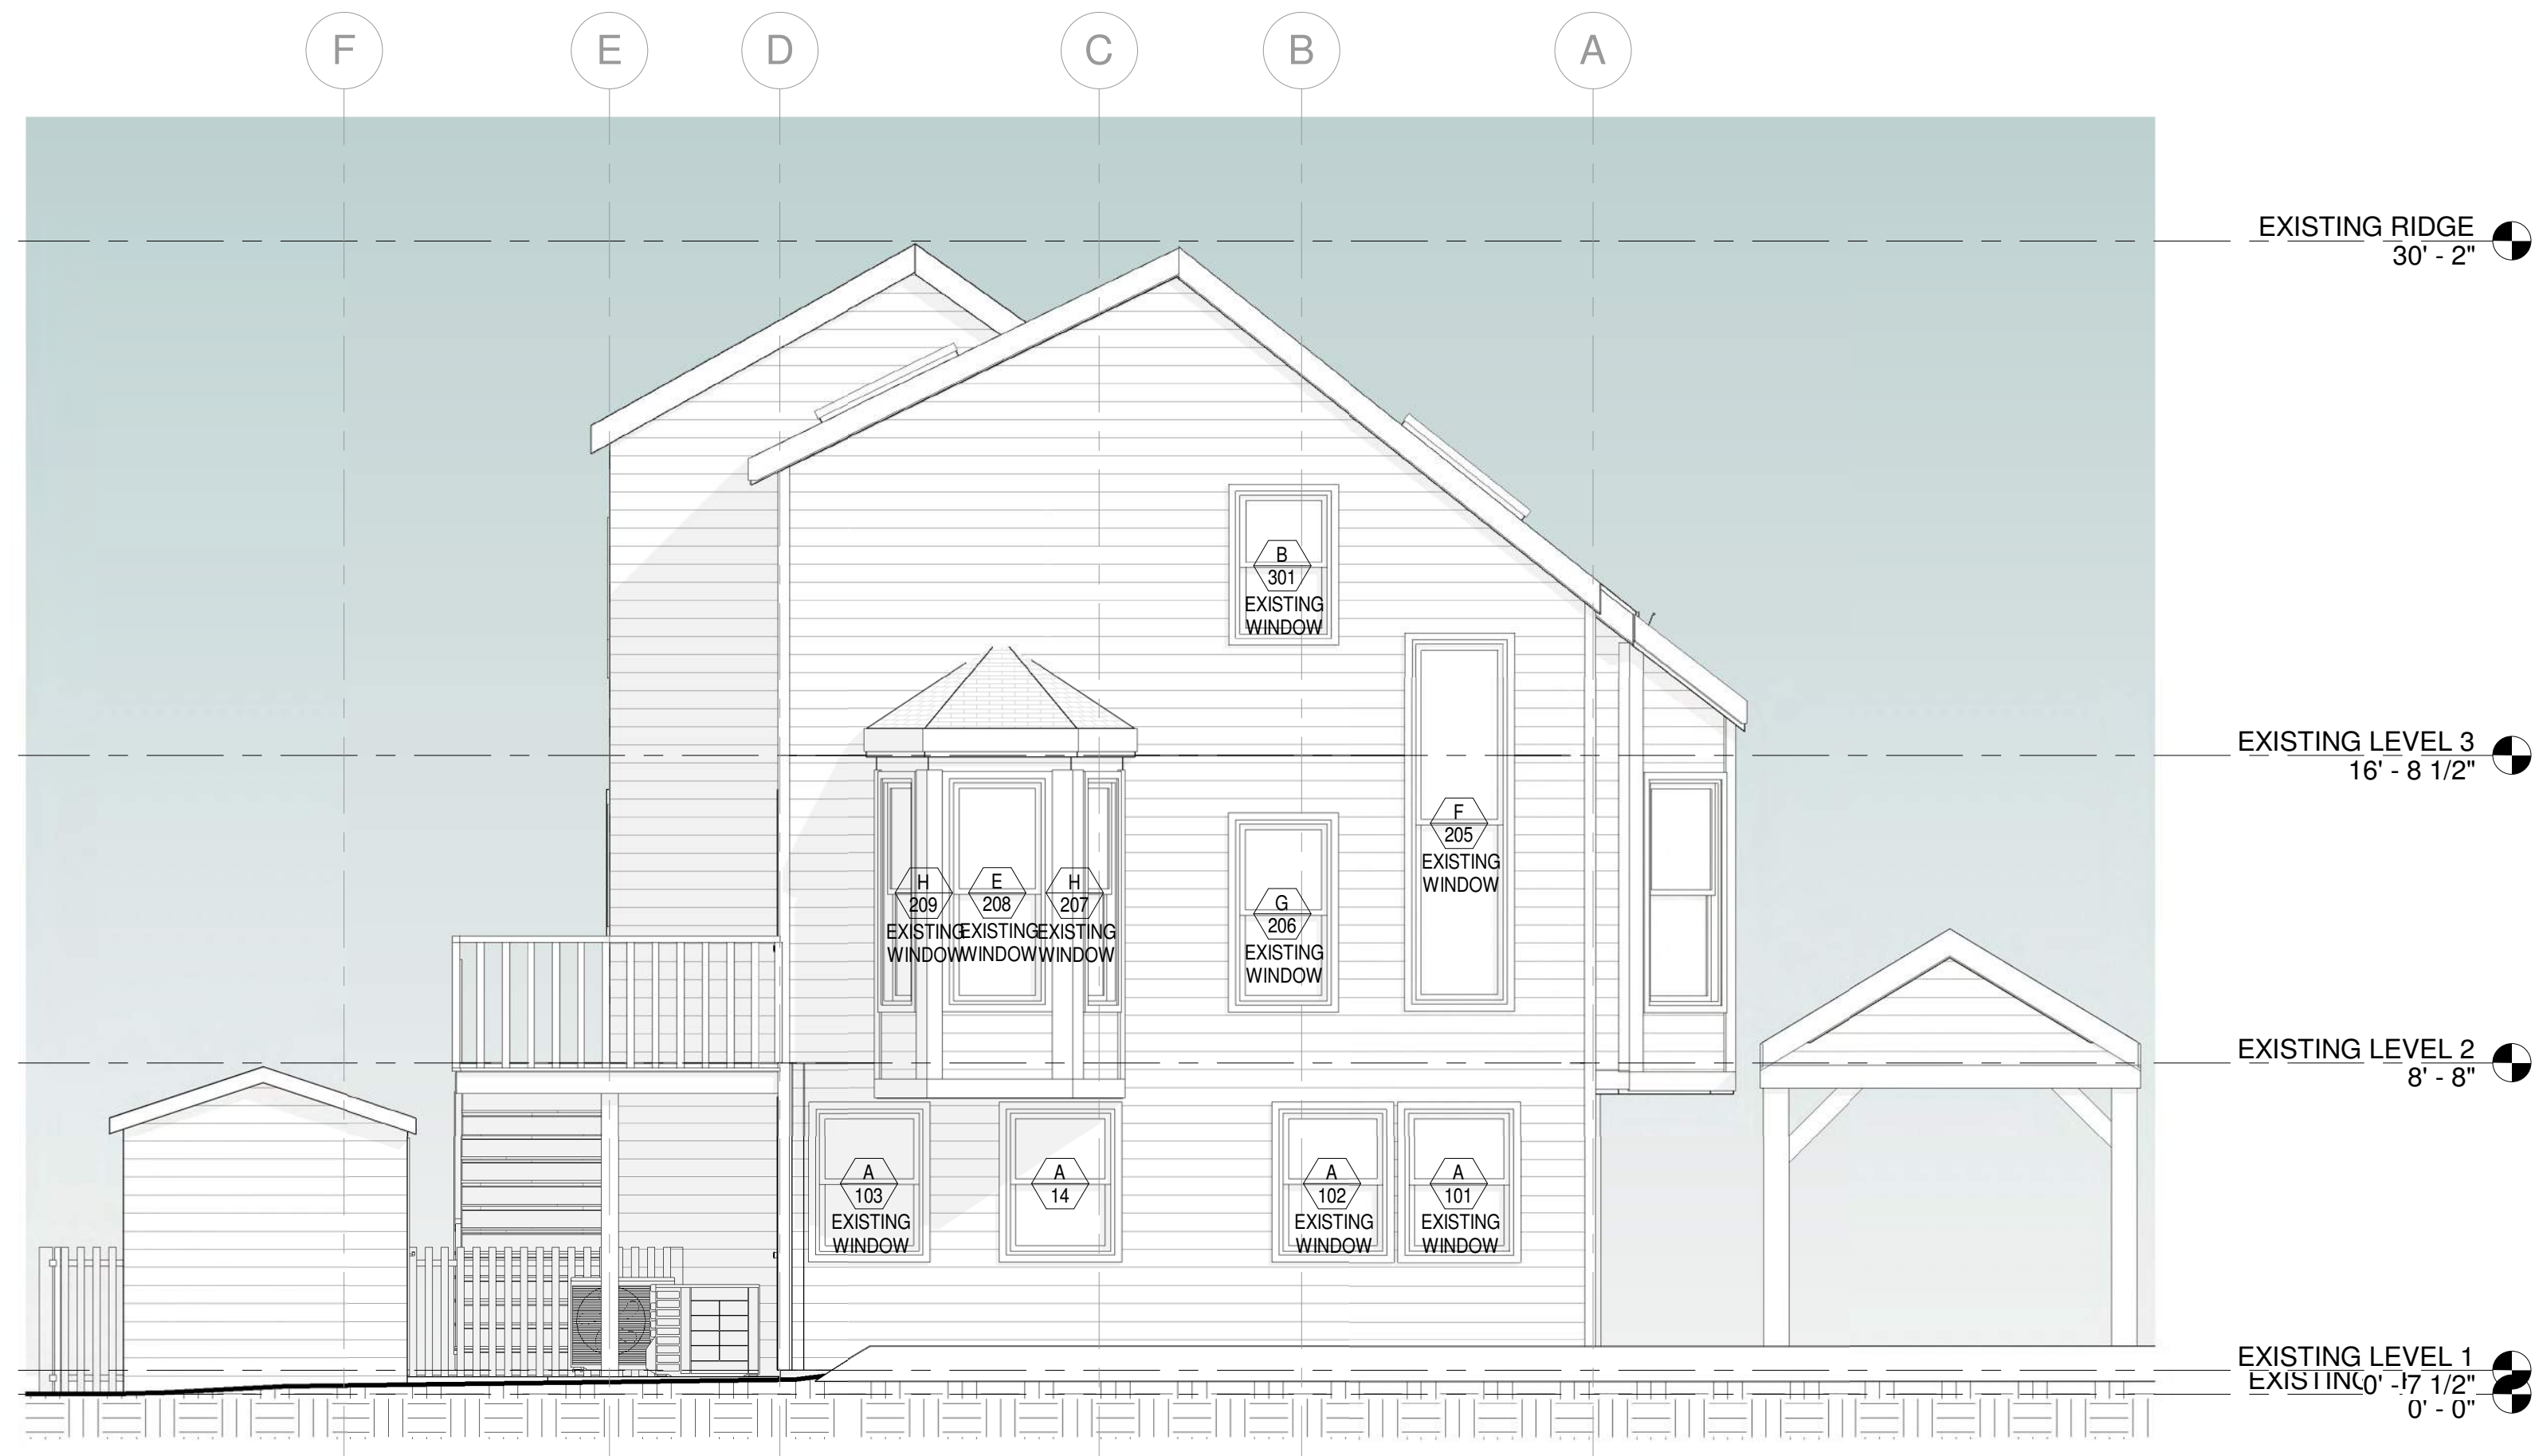 F E D C B A
EXISTING RIDGE
30' - 2"
B
301
EXISTING
WINDOW
EXISTING LEVEL 3
16' - 8 1/2"
F
205
EXISTING
WINDOW
H
209
EXISTING
WINDOW
E
208
EXISTING
WINDOW
H
207
EXISTING
WINDOW
G
206
EXISTING
WINDOW
EXISTING LEVEL 2
8' - 8"
A
103
EXISTING
WINDOW
A
14
A
102
EXISTING
WINDOW
A
101
EXISTING
WINDOW
EXISTING LEVEL 1
0' - 7 1/2"
EXISTING
0' - 0"